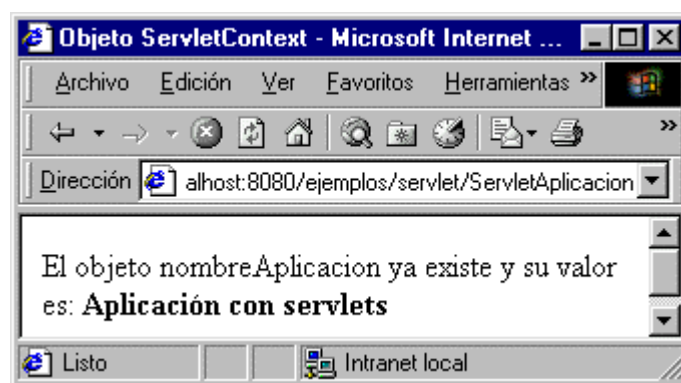 Objeto ServletContext - Microsoft Internet ...
Archivo Edición Ver Favoritos Herramientas »
»
Dirección alhost:8080/ejemplos/servlet/ServletAplicacion
El objeto nombreAplicacion ya existe y su valor
es: Aplicación con servlets
Listo Intranet local